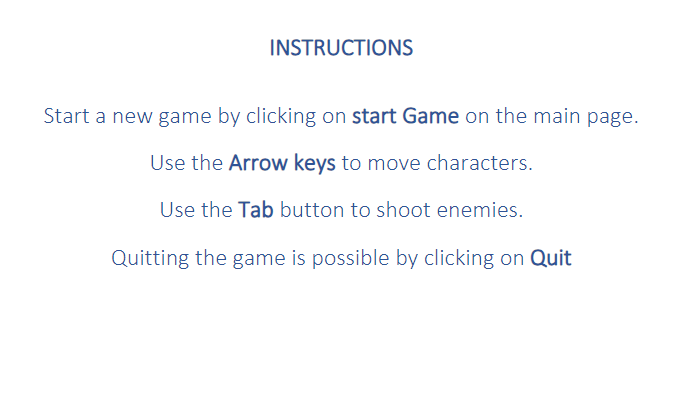 INSTRUCTIONS
Start a new game by clicking on start Game on the main page.
Use the Arrow keys to move characters.
Use the Tab button to shoot enemies.
Quitting the game is possible by clicking on Quit